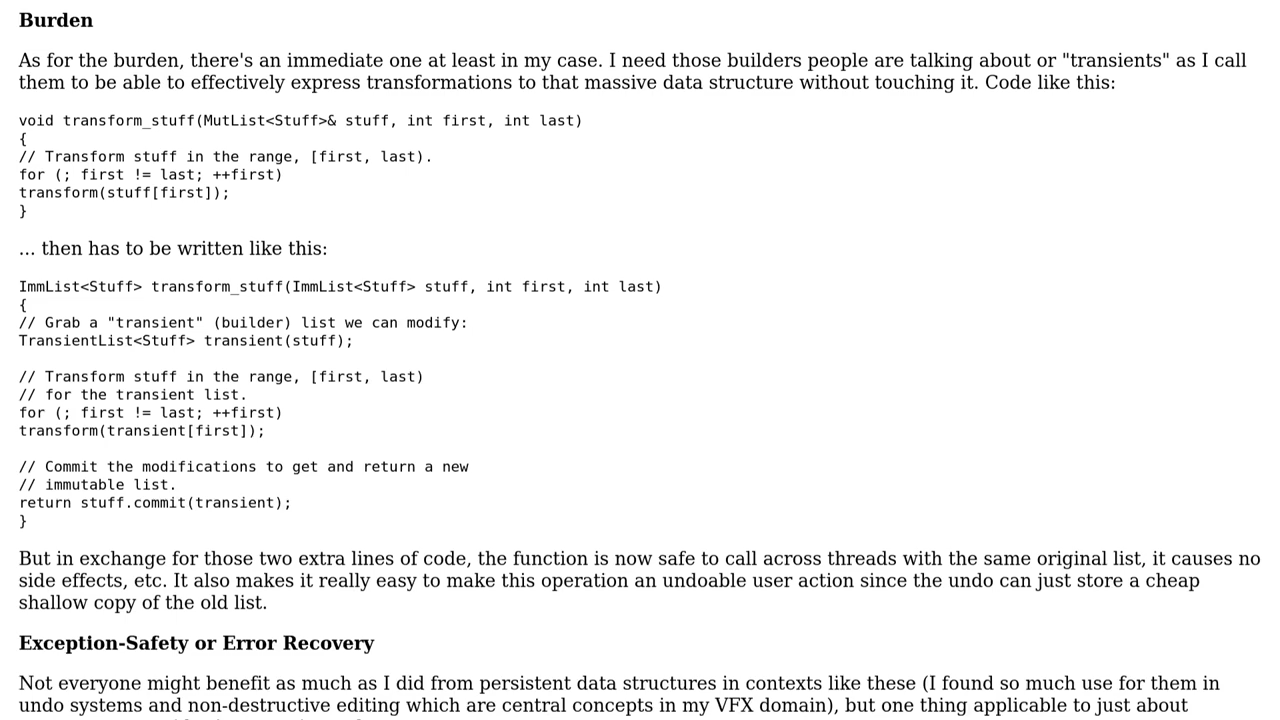 Burden
As for the burden, there's an immediate one at least in my case. I need those builders people are talking about or "transients" as I call
them to be able to effectively express transformations to that massive data structure without touching it. Code like this:
void transform_stuff(MutList<Stuff>& stuff, int first, int last)
{
// Transform stuff in the range, [first, last).
for (; first != last; ++first)
transform(stuff[first]);
}
... then has to be written like this:
ImmList<Stuff> transform_stuff(ImmList<Stuff> stuff, int first, int last)
{
// Grab a "transient" (builder) list we can modify:
TransientList<Stuff> transient(stuff);
// Transform stuff in the range, [first, last)
// for the transient list.
for (; first != last; ++first)
transform(transient[first]);
// Commit the modifications to get and return a new
// immutable list.
return stuff.commit(transient);
}
But in exchange for those two extra lines of code, the function is now safe to call across threads with the same original list, it causes no
side effects, etc. It also makes it really easy to make this operation an undoable user action since the undo can just store a cheap
shallow copy of the old list.
Exception-Safety or Error Recovery
Not everyone might benefit as much as I did from persistent data structures in contexts like these (I found so much use for them in
undo systems and non-destructive editing which are central concepts in my VFX domain), but one thing applicable to just about